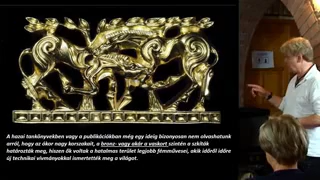 A hazai tankönyvekben vagy a publikációkban még egy ideig bizonyosan nem olvashatunk
arról, hogy az ókor nagy korszakait, a bronz- vagy akár a vaskort szintén a szkíták
határozták meg, hiszen ők voltak a hatalmas terület legjobb fémművesei, akik időről időre
új technikai vívmányokkal ismertették meg a világot.